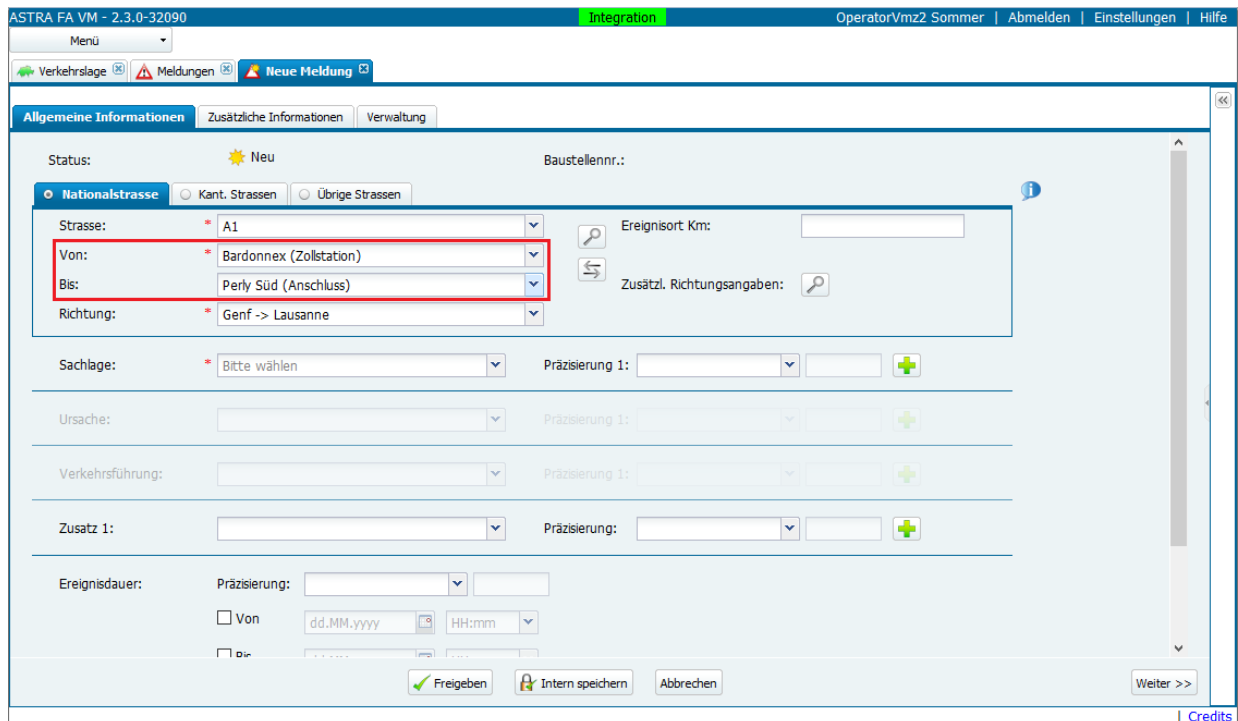 ASTRA FA VM - 2.3.0-32090 Integration OperatorVmz2 Sommer | Abmelden | Einstellungen | Hilfe
Menü
Verkehrslage Meldungen Neue Meldung
Allgemeine Informationen Zusätzliche Informationen Verwaltung
Status: Neu Baustellennr.:
Nationalstrasse Kant. Strassen Übrige Strassen
Strasse: * A1 Ereignisort Km:
Von: * Bardonnex (Zollstation)
Bis: Perly Süd (Anschluss) Zusätzl. Richtungsangaben:
Richtung: * Genf -> Lausanne
Sachlage: * Bitte wählen Präzisierung 1:
Ursache: Präzisierung 1:
Verkehrsführung: Präzisierung 1:
Zusatz 1: Präzisierung:
Ereignisdauer: Präzisierung:
Von dd.MM.yyyy HH:mm
Bis
Freigeben Intern speichern Abbrechen Weiter >>
| Credits